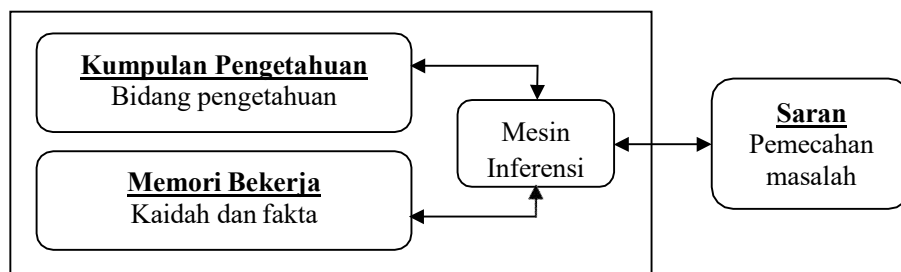 Kumpulan Pengetahuan
Bidang pengetahuan
Memori Bekerja
Kaidah dan fakta
Mesin
Inferensi
Saran
Pemecahan
masalah